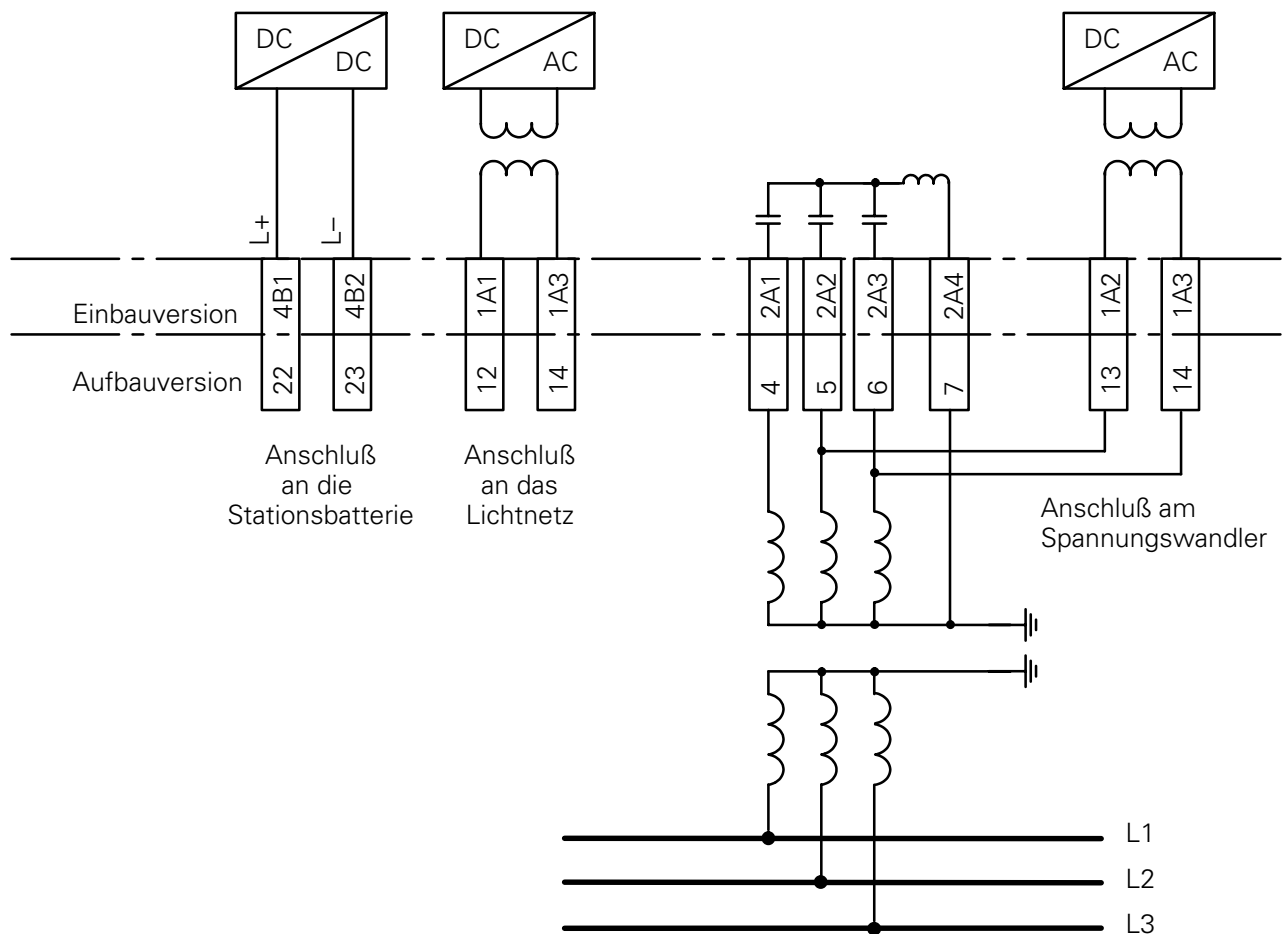 DC
DC
DC
AC
DC
AC
L+
L−
4B1
4B2
1A1
1A3
2A1
2A2
2A3
2A4
1A2
1A3
Einbauversion
Aufbauversion
22
23
12
14
4
5
6
7
13
14
Anschluß
an die
Stationsbatterie
Anschluß
an das
Lichtnetz
Anschluß am
Spannungswandler
L1
L2
L3